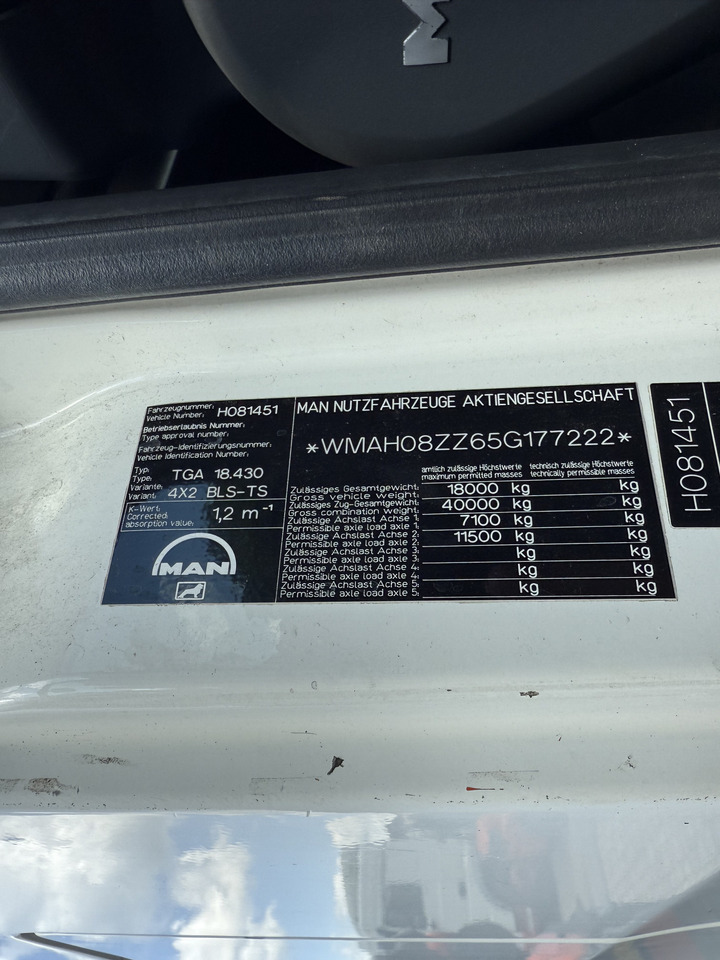 M
Fahrzeugnummer:
Vehicle Number: H081451
Betriebserlaubnis Nummer:
Type approval number:
Fahrzeug-Identifizierungsnummer:
Vehicle Identification Number:
Typ:
Type: TGA 18.430
Variante:
Variant: 4X2 BLS-TS
K-Wert:
Corrected
absorption value: 1,2 m⁻¹
MAN
MAN NUTZFAHRZEUGE AKTIENGESELLSCHAFT
*WMAH08ZZ65G177222*
amtlich zulässige Höchstwerte technisch zulässige Höchstwerte
maximum permitted masses technically permissible masses
Zulässiges Gesamtgewicht:
Gross vehicle weight: 18000 kg kg
Zulässiges Zug-Gesamtgewicht:
Gross combination weight: 40000 kg kg
Zulässige Achslast Achse 1:
Permissible axle load axle 1: 7100 kg kg
Zulässige Achslast Achse 2:
Permissible axle load axle 2: 11500 kg kg
Zulässige Achslast Achse 3:
Permissible axle load axle 3: kg kg
Zulässige Achslast Achse 4:
Permissible axle load axle 4: kg kg
Zulässige Achslast Achse 5:
Permissible axle load axle 5: kg kg
H081451